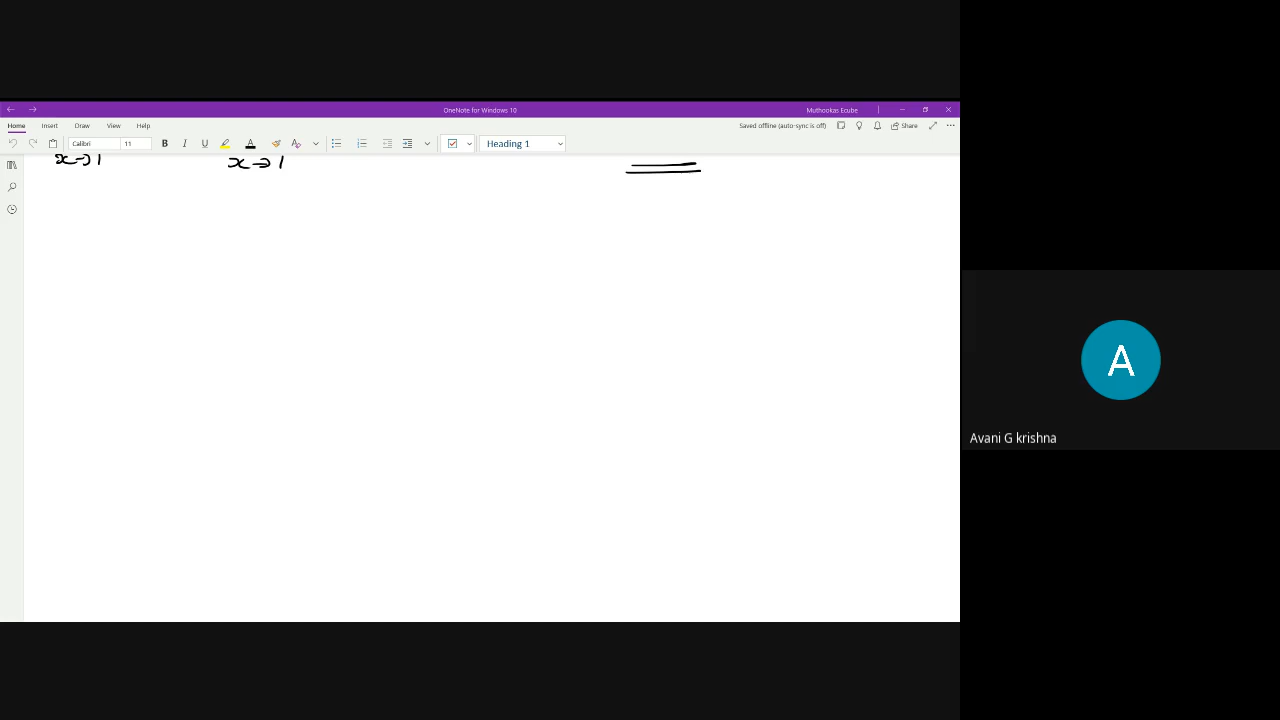 OneNote for Windows 10
Muthookas Ecube
Home Insert Draw View Help
Saved offline (auto-sync is off) Share
Calibri 11 B I U A A Heading 1
x→1 x→1
A
Avani G krishna